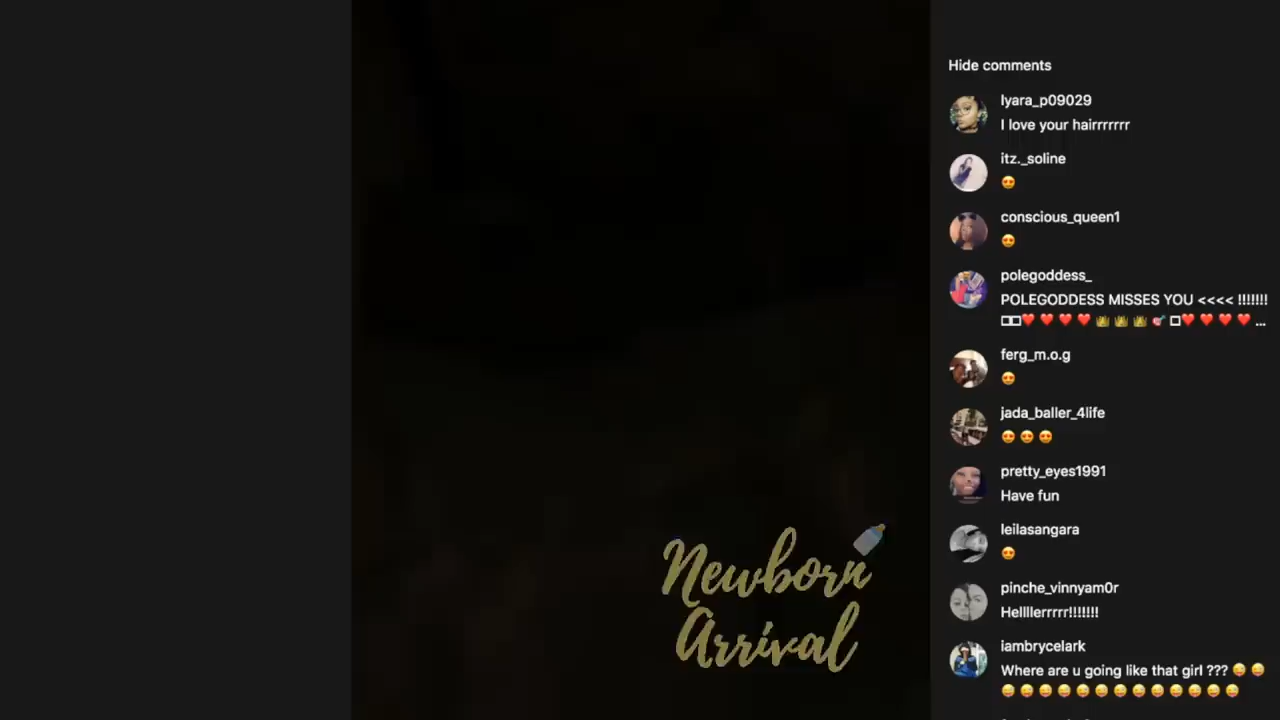 Hide comments
lyara_p09029
I love your hairrrrrrr
itz._soline
😍
conscious_queen1
😍
polegoddess_
POLEGODDESS MISSES YOU <<<< !!!!!!!
□□❤️❤️❤️❤️👑👑👑🎯□❤️❤️❤️❤️...
ferg_m.o.g
😍
jada_baller_4life
😍😍😍
pretty_eyes1991
Have fun
leilasangara
😍
pinche_vinnyam0r
Hellllerrrrr!!!!!!!
iambrycelark
Where are u going like that girl ??? 😜😜
😜😜😜😜😜😜😜😜😜😜😜😜😜
Newborn
Arrival